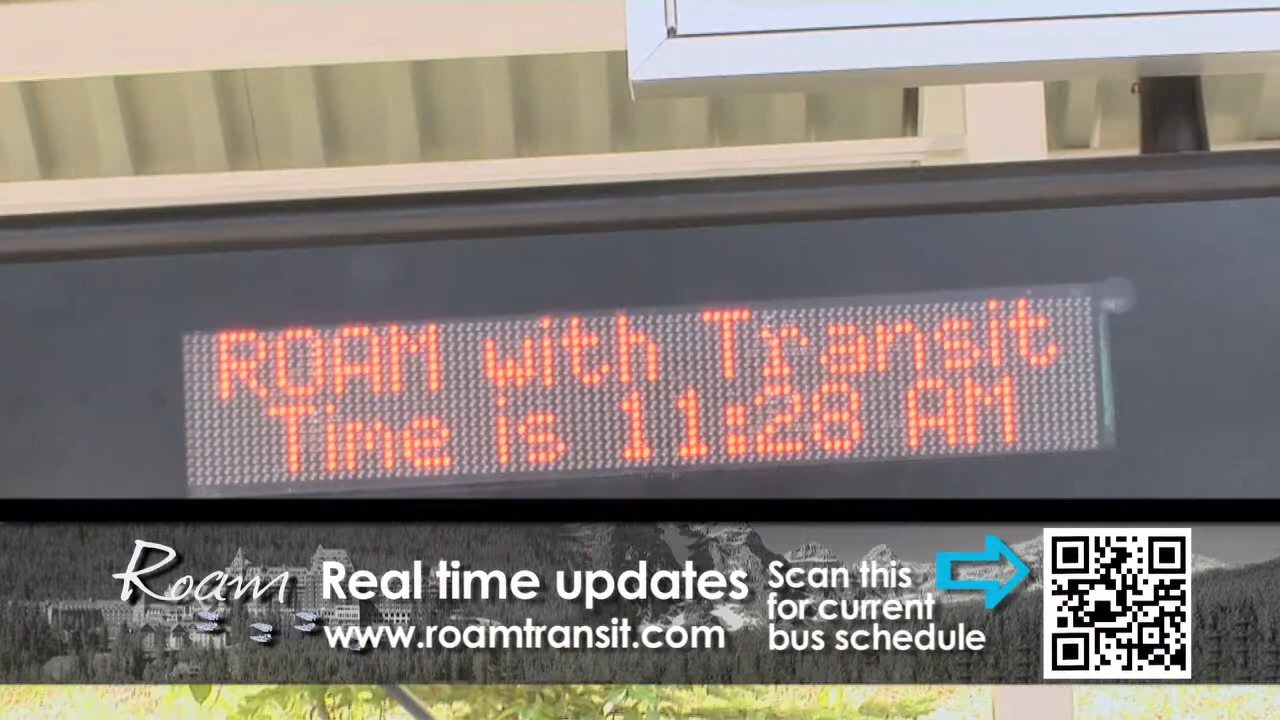 ROAM with Transit
Time is 11:28 AM
Roam
Real time updates
www.roamtransit.com
Scan this
for current
bus schedule